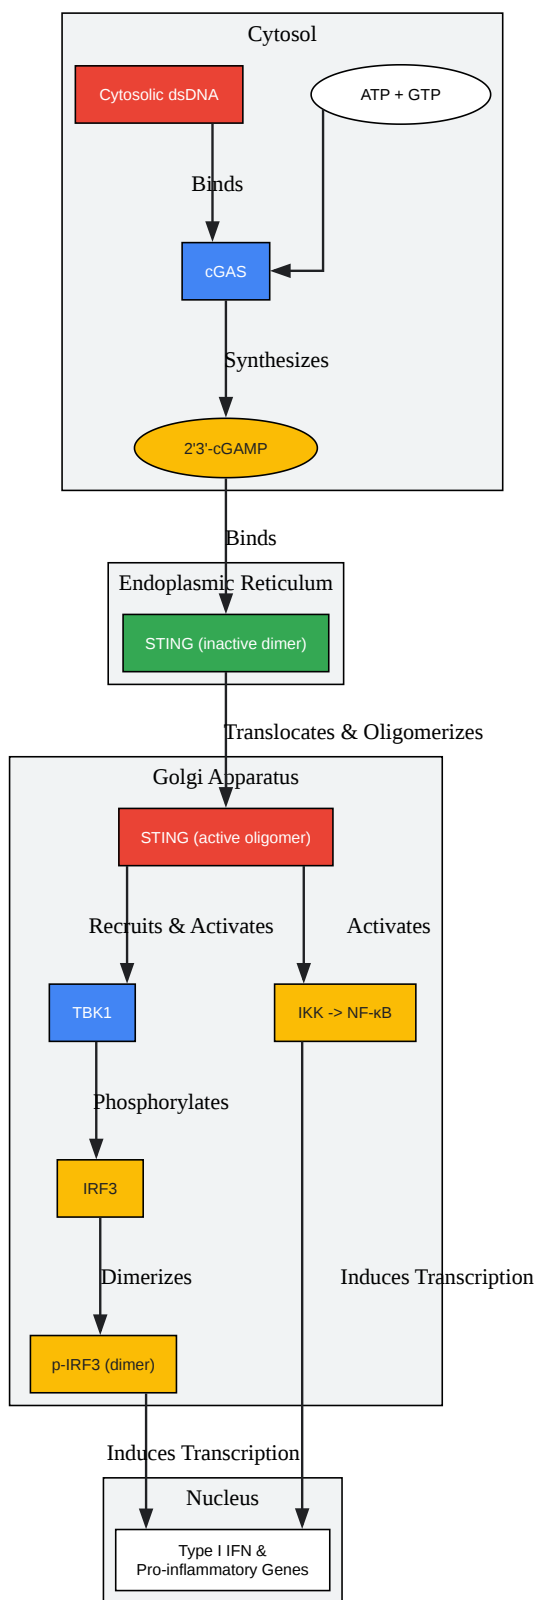 Cytosol
Cytosolic dsDNA
ATP + GTP
Binds
cGAS
Synthesizes
2'3'-cGAMP
Binds
Endoplasmic Reticulum
STING (inactive dimer)
Translocates & Oligomerizes
Golgi Apparatus
STING (active oligomer)
Recruits & Activates
Activates
TBK1
IKK -> NF-κB
Phosphorylates
IRF3
Dimerizes
Induces Transcription
p-IRF3 (dimer)
Induces Transcription
Nucleus
Type I IFN &
Pro-inflammatory Genes